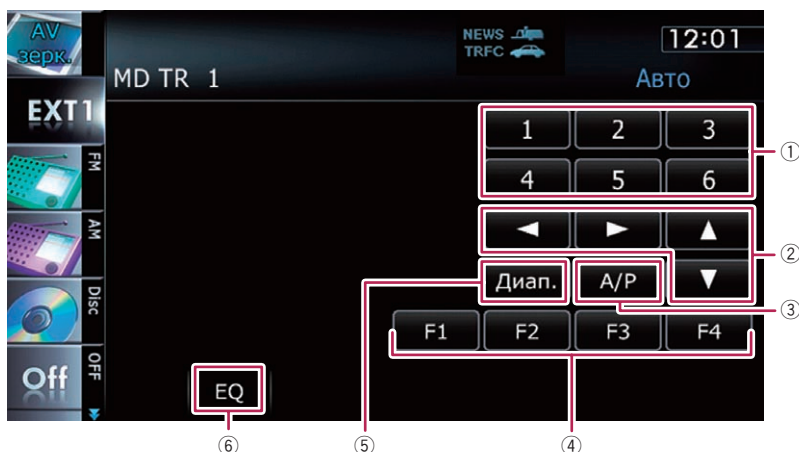 AV
зерк.
NEWS
TRFC
12:01
MD TR 1
Авто
EXT1
1 2 3
①
FM
4 5 6
AM
②
Диап. A/P
③
Disc
F1 F2 F3 F4
Off
OFF
EQ
⑥ ⑤ ④